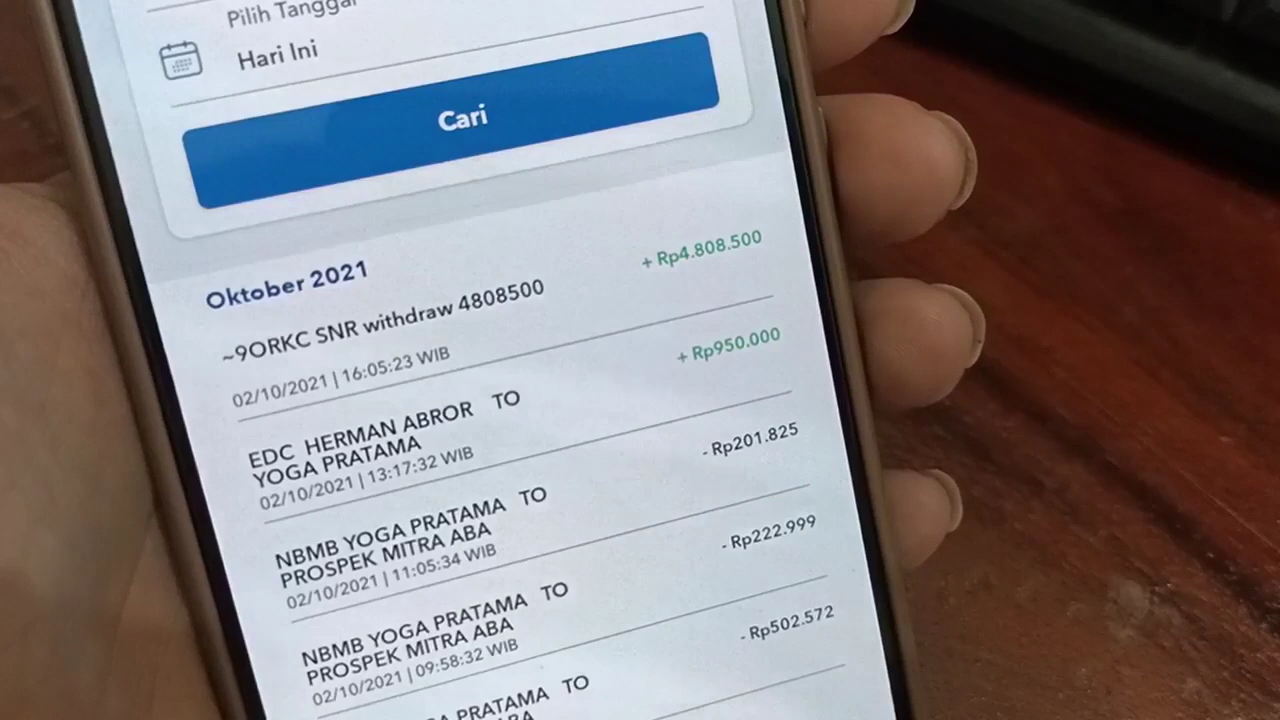 Pilih Tanggal
Hari Ini
Cari
Oktober 2021
+ Rp4.808.500
~9ORKC SNR withdraw 4808500
02/10/2021 | 16:05:23 WIB
+ Rp950.000
EDC HERMAN ABROR TO
YOGA PRATAMA
02/10/2021 | 13:17:32 WIB
- Rp201.825
NBMB YOGA PRATAMA TO
PROSPEK MITRA ABA
02/10/2021 | 11:05:34 WIB
- Rp222.999
NBMB YOGA PRATAMA TO
PROSPEK MITRA ABA
02/10/2021 | 09:58:32 WIB
- Rp502.572
PRATAMA TO